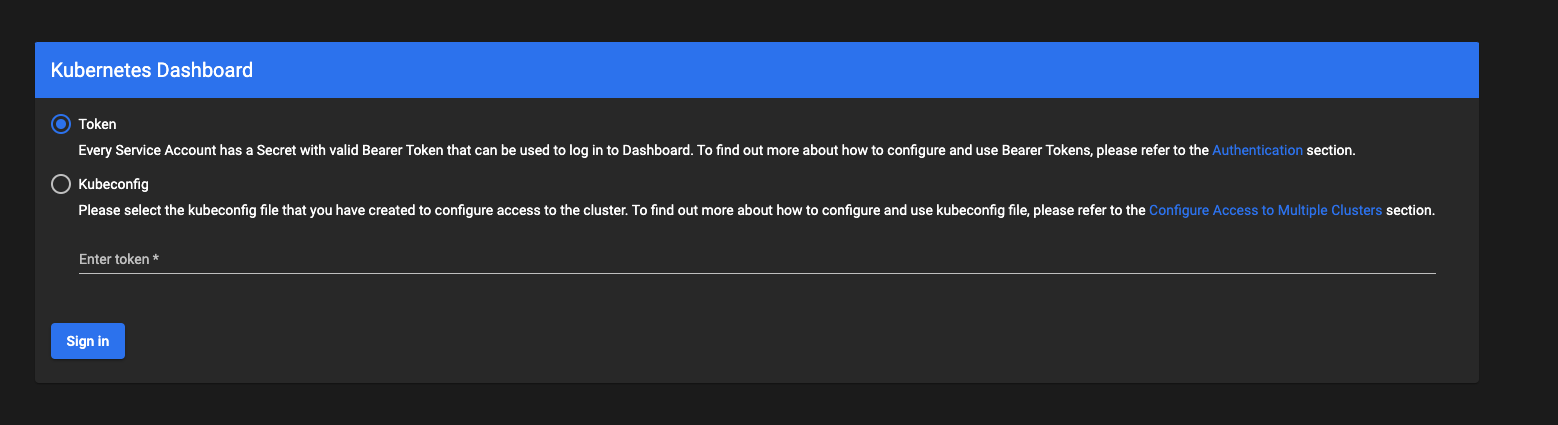 Kubernetes Dashboard
Token
Every Service Account has a Secret with valid Bearer Token that can be used to log in to Dashboard. To find out more about how to configure and use Bearer Tokens, please refer to the Authentication section.
Kubeconfig
Please select the kubeconfig file that you have created to configure access to the cluster. To find out more about how to configure and use kubeconfig file, please refer to the Configure Access to Multiple Clusters section.
Enter token *
Sign in